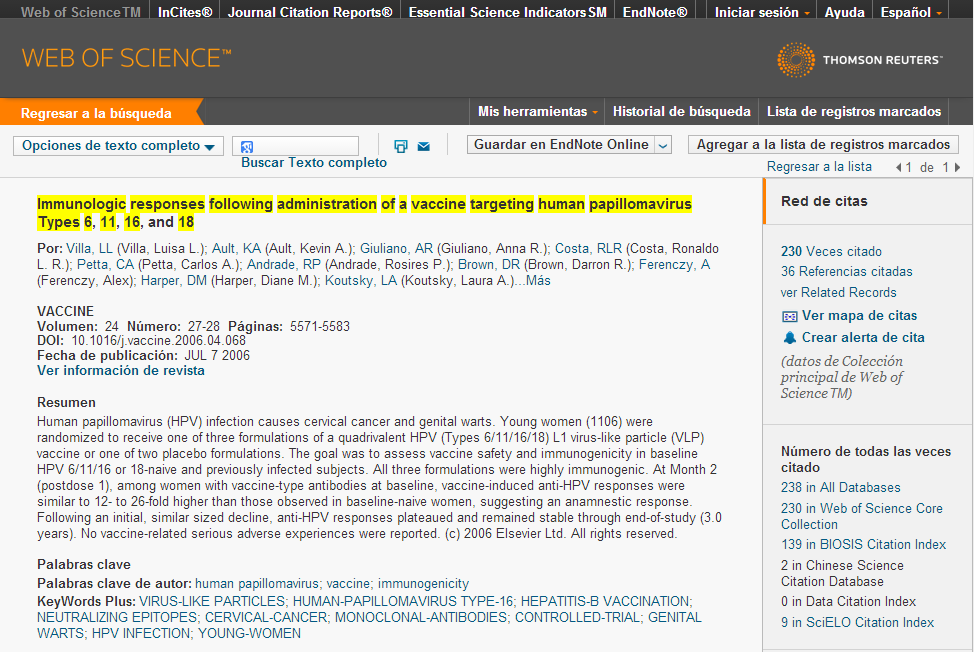 Web of Science™ InCites® Journal Citation Reports® Essential Science Indicators SM EndNote® Iniciar sesión Ayuda Español
WEB OF SCIENCE™ THOMSON REUTERS™
Regresar a la búsqueda Mis herramientas Historial de búsqueda Lista de registros marcados
Opciones de texto completo Guardar en EndNote Online Agregar a la lista de registros marcados
Buscar Texto completo
Regresar a la lista 1 de 1
Immunologic responses following administration of a vaccine targeting human papillomavirus
Types 6, 11, 16, and 18
Por: Villa, LL (Villa, Luisa L.); Ault, KA (Ault, Kevin A.); Giuliano, AR (Giuliano, Anna R.); Costa, RLR (Costa, Ronaldo
L. R.); Petta, CA (Petta, Carlos A.); Andrade, RP (Andrade, Rosires P.); Brown, DR (Brown, Darron R.); Ferenczy, A
(Ferenczy, Alex); Harper, DM (Harper, Diane M.); Koutsky, LA (Koutsky, Laura A.)...Más
VACCINE
Volumen: 24 Número: 27-28 Páginas: 5571-5583
DOI: 10.1016/j.vaccine.2006.04.068
Fecha de publicación: JUL 7 2006
Ver información de revista
Resumen
Human papillomavirus (HPV) infection causes cervical cancer and genital warts. Young women (1106) were
randomized to receive one of three formulations of a quadrivalent HPV (Types 6/11/16/18) L1 virus-like particle (VLP)
vaccine or one of two placebo formulations. The goal was to assess vaccine safety and immunogenicity in baseline
HPV 6/11/16 or 18-naive and previously infected subjects. All three formulations were highly immunogenic. At Month 2
(postdose 1), among women with vaccine-type antibodies at baseline, vaccine-induced anti-HPV responses were
similar to 12- to 26-fold higher than those observed in baseline-naive women, suggesting an anamnestic response.
Following an initial, similar sized decline, anti-HPV responses plateaued and remained stable through end-of-study (3.0
years). No vaccine-related serious adverse experiences were reported. (c) 2006 Elsevier Ltd. All rights reserved.
Palabras clave
Palabras clave de autor: human papillomavirus; vaccine; immunogenicity
KeyWords Plus: VIRUS-LIKE PARTICLES; HUMAN-PAPILLOMAVIRUS TYPE-16; HEPATITIS-B VACCINATION;
NEUTRALIZING EPITOPES; CERVICAL-CANCER; MONOCLONAL-ANTIBODIES; CONTROLLED-TRIAL; GENITAL
WARTS; HPV INFECTION; YOUNG-WOMEN
Red de citas
230 Veces citado
36 Referencias citadas
ver Related Records
Ver mapa de citas
Crear alerta de cita
(datos de Colección
principal de Web of
Science™)
Número de todas las veces
citado
238 in All Databases
230 in Web of Science Core
Collection
139 in BIOSIS Citation Index
2 in Chinese Science
Citation Database
0 in Data Citation Index
9 in SciELO Citation Index